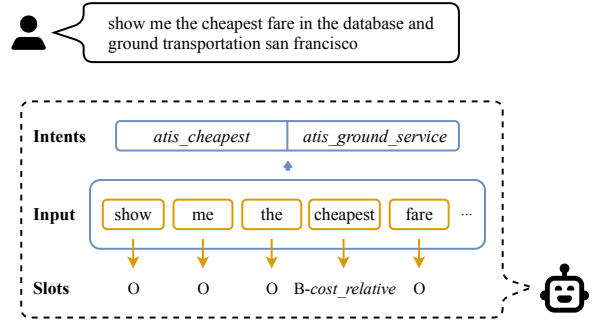 show me the cheapest fare in the database and
ground transportation san francisco
Intents atis_cheapest atis_ground_service
Input show me the cheapest fare ...
Slots O O O B-cost_relative O